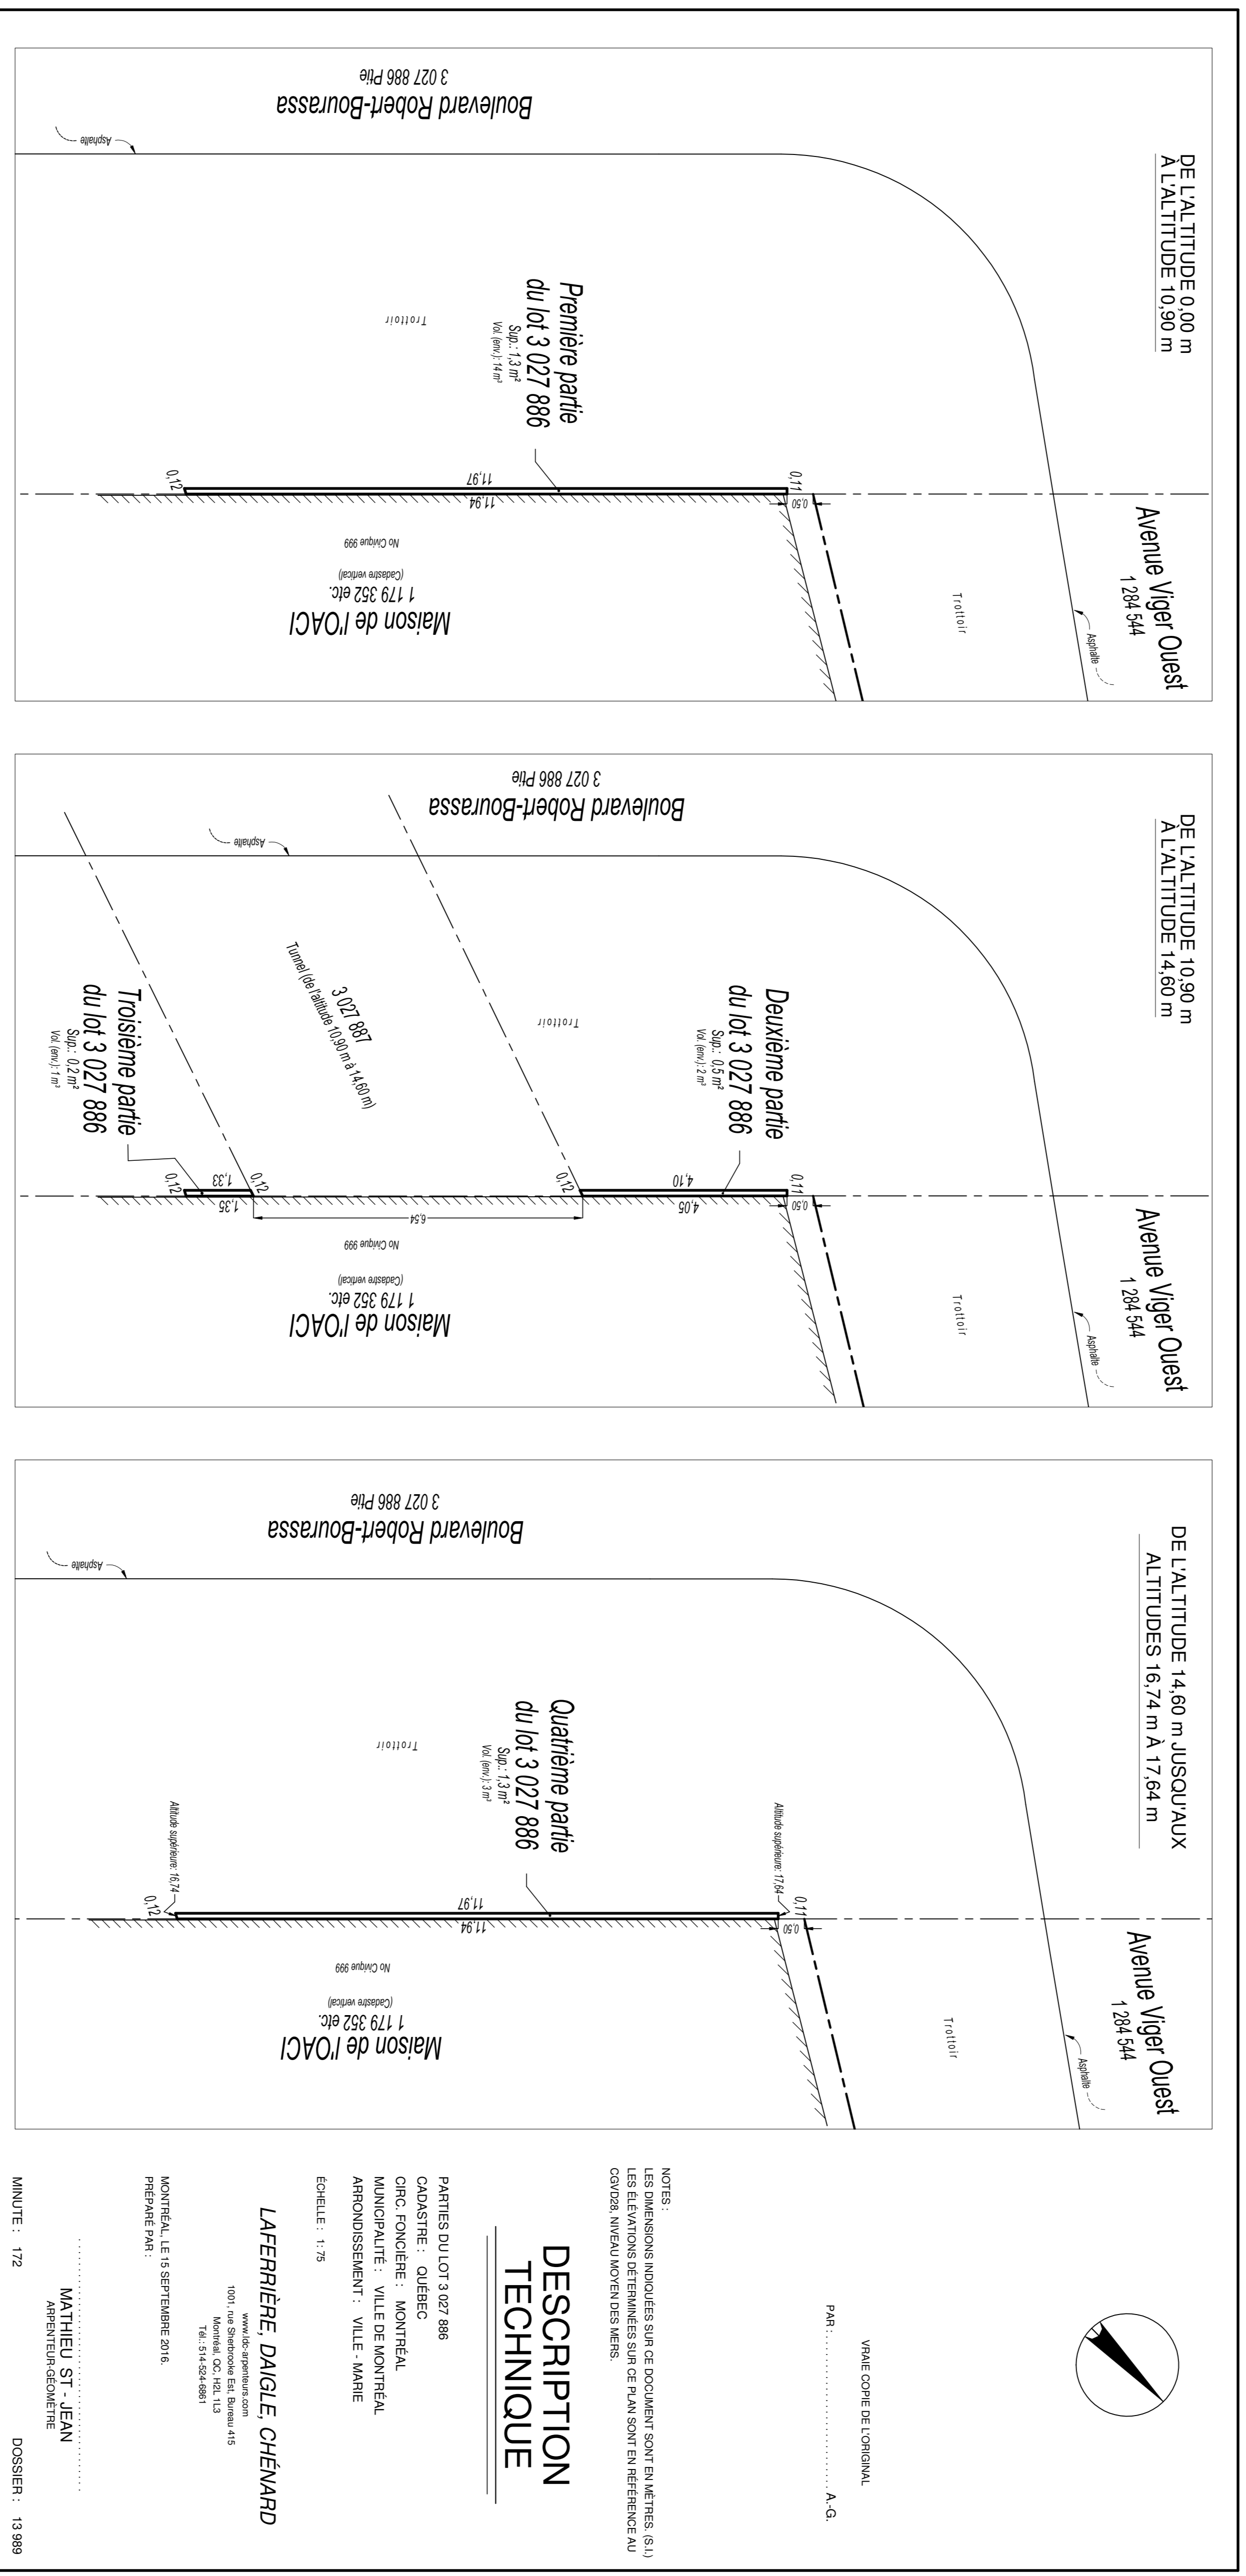 DE L'ALTITUDE 0,00 m
À L'ALTITUDE 10,90 m
Boulevard Robert-Bourassa
3 027 886 Ptie
Asphalte
Première partie
du lot 3 027 886
Sup.: 1,3 m²
Vol. (env.): 14 m³
Trottoir
0,12
11,97
11,94
0,11
0,50
No Civique 999
Maison de l'OACI
1 179 352 etc.
(Cadastre vertical)
Trottoir
Avenue Viger Ouest
1 284 544
Asphalte
DE L'ALTITUDE 10,90 m
À L'ALTITUDE 14,60 m
Boulevard Robert-Bourassa
3 027 886 Ptie
Asphalte
3 027 887
Tunnel (de l'altitude 10,90 m à 14,60 m)
Troisième partie
du lot 3 027 886
Sup.: 0,2 m²
Vol. (env.): 1 m³
Trottoir
Deuxième partie
du lot 3 027 886
Sup.: 0,5 m²
Vol. (env.): 2 m³
0,12
1,33
1,35
0,12
6,54
0,12
4,10
4,05
0,11
0,50
No Civique 999
Maison de l'OACI
1 179 352 etc.
(Cadastre vertical)
Trottoir
Avenue Viger Ouest
1 284 544
Asphalte
DE L'ALTITUDE 14,60 m JUSQU'AUX
ALTITUDES 16,74 m À 17,64 m
Boulevard Robert-Bourassa
3 027 886 Ptie
Asphalte
Quatrième partie
du lot 3 027 886
Sup.: 1,3 m²
Vol. (env.): 3 m³
Trottoir
Altitude supérieure: 16,74
Altitude supérieure: 17,64
0,12
11,97
11,94
0,11
0,50
No Civique 999
Maison de l'OACI
1 179 352 etc.
(Cadastre vertical)
Trottoir
Avenue Viger Ouest
1 284 544
Asphalte
VRAIE COPIE DE L'ORIGINAL
PAR : ........................ A.-G.
NOTES :
LES DIMENSIONS INDIQUÉES SUR CE DOCUMENT SONT EN MÈTRES. (S.I.)
LES ÉLÉVATIONS DÉTERMINÉES SUR CE PLAN SONT EN RÉFÉRENCE AU
CGVD28, NIVEAU MOYEN DES MERS.
DESCRIPTION
TECHNIQUE
PARTIES DU LOT 3 027 886
CADASTRE : QUÉBEC
CIRC. FONCIÈRE : MONTRÉAL
MUNICIPALITÉ : VILLE DE MONTRÉAL
ARRONDISSEMENT : VILLE - MARIE
ÉCHELLE : 1: 75
LAFERRIÈRE, DAIGLE, CHÉNARD
www.ldc-arpenteurs.com
1001, rue Sherbrooke Est, Bureau 415
Montréal, QC, H2L 1L3
Tél.: 514-524-6861
MONTRÉAL, LE 15 SEPTEMBRE 2016.
PRÉPARÉ PAR :
MATHIEU ST - JEAN
ARPENTEUR-GÉOMÈTRE
MINUTE : 172 DOSSIER : 13 989